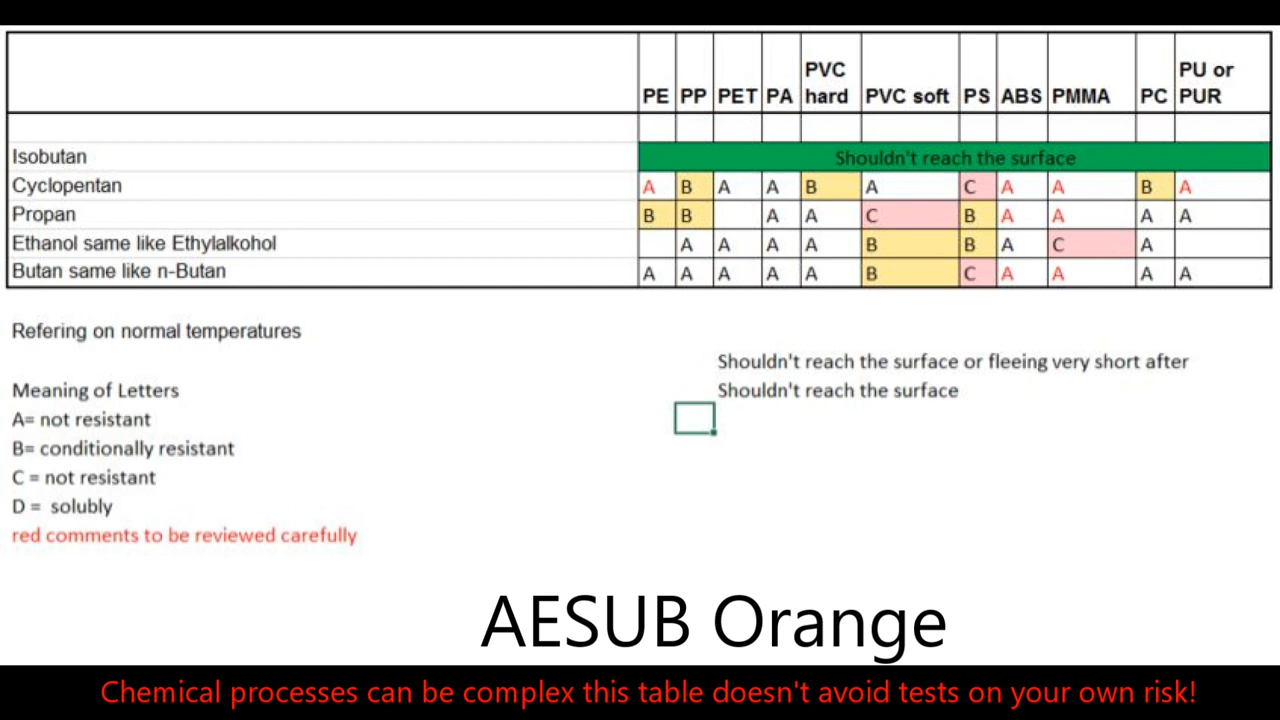 PE PP PET PA PVC hard PVC soft PS ABS PMMA PC PU or PUR
Isobutan Shouldn't reach the surface
Cyclopentan A B A A B A C A A B A
Propan B B A A C B A A A A
Ethanol same like Ethylalkohol A A A A B B A C A
Butan same like n-Butan A A A A A B C A A A A
Refering on normal temperatures
Shouldn't reach the surface or fleeing very short after
Meaning of Letters
Shouldn't reach the surface
A= not resistant
B= conditionally resistant
C = not resistant
D = solubly
red comments to be reviewed carefully
AESUB Orange
Chemical processes can be complex this table doesn't avoid tests on your own risk!